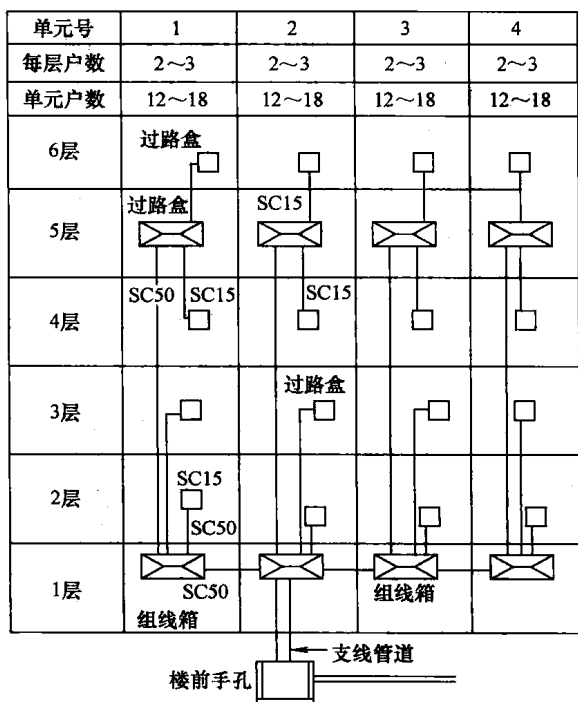 单元号 1 2 3 4
每层户数 2~3 2~3 2~3 2~3
单元户数 12~18 12~18 12~18 12~18
6层
过路盒
5层
过路盒
SC15
4层
SC50
SC15
SC15
3层
过路盒
2层
SC15
SC50
1层
SC50
组线箱
组线箱
支线管道
楼前手孔